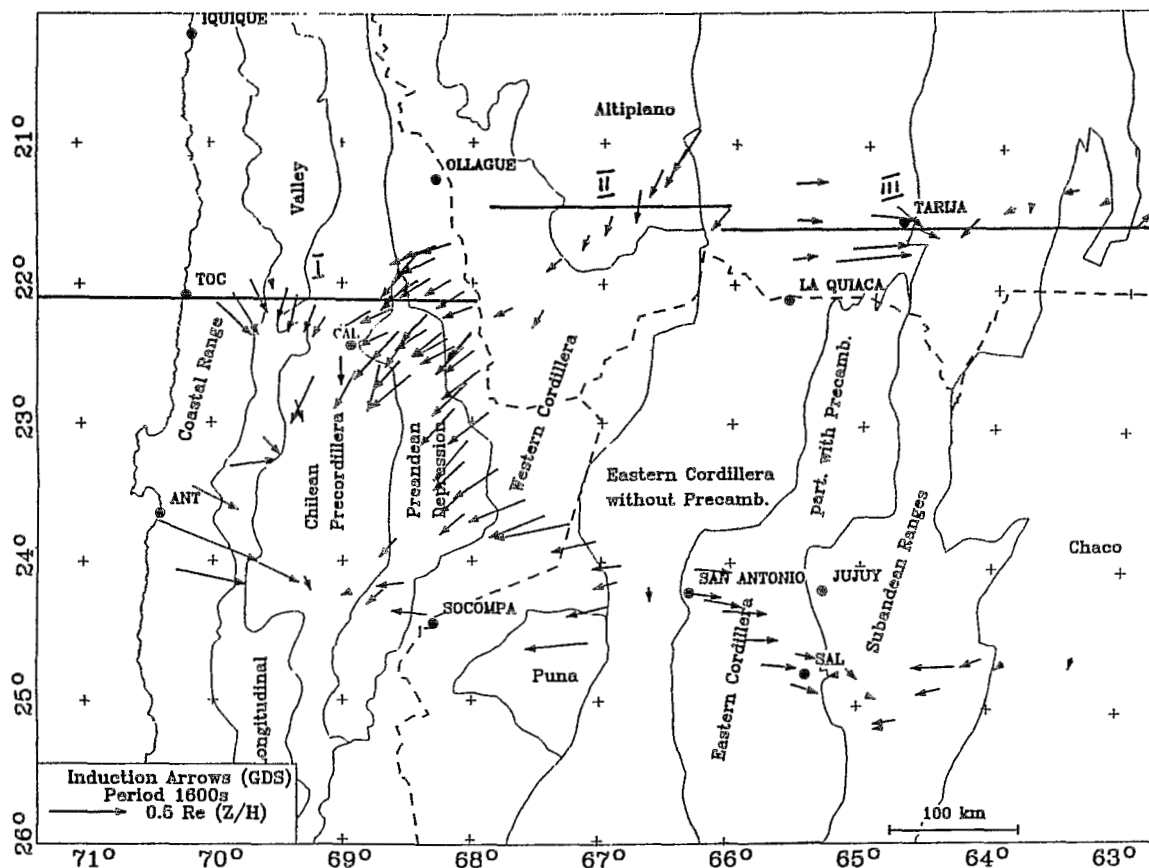 IQUIQUE
Altiplano
21°
OLLAGUE
Valley
II
III
TARIJA
I
TOC
22°
LA QUIACA
CAL
Coastal Range
Western Cordillera
part. with Precamb.
23°
Chilean
Precordillera
Preandean
Depression
Eastern Cordillera
without Precamb.
ANT
Subandean Ranges
Chaco
24°
SAN ANTONIO
JUJUY
SOCOMPA
Eastern Cordillera
SAL
Puna
25°
Longitudinal
Induction Arrows (GDS)
Period 1600s
0.5 Re (Z/H)
100 km
26°
71° 70° 69° 68° 67° 66° 65° 64° 63°